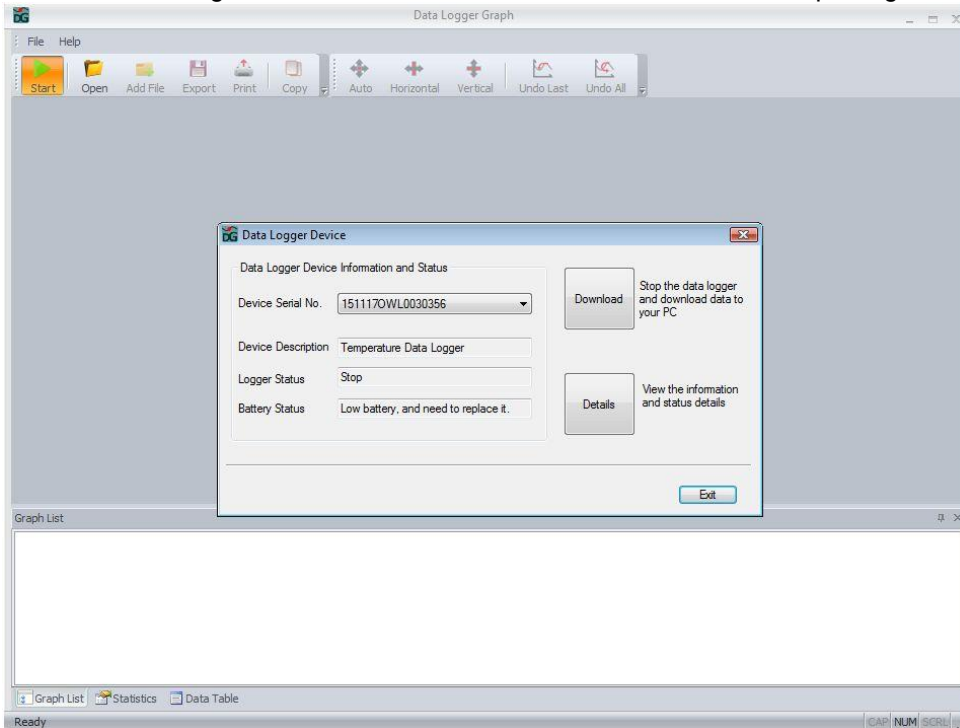 DG Data Logger Graph
File Help
Start Open Add File Export Print Copy Auto Horizontal Vertical Undo Last Undo All
DG Data Logger Device
Data Logger Device Information and Status
Device Serial No. 151117OWL0030356
Device Description Temperature Data Logger
Logger Status Stop
Battery Status Low battery, and need to replace it.
Download
Stop the data logger
and download data to
your PC
Details
View the information
and status details
Exit
Graph List
Graph List Statistics Data Table
Ready CAP NUM SCRL